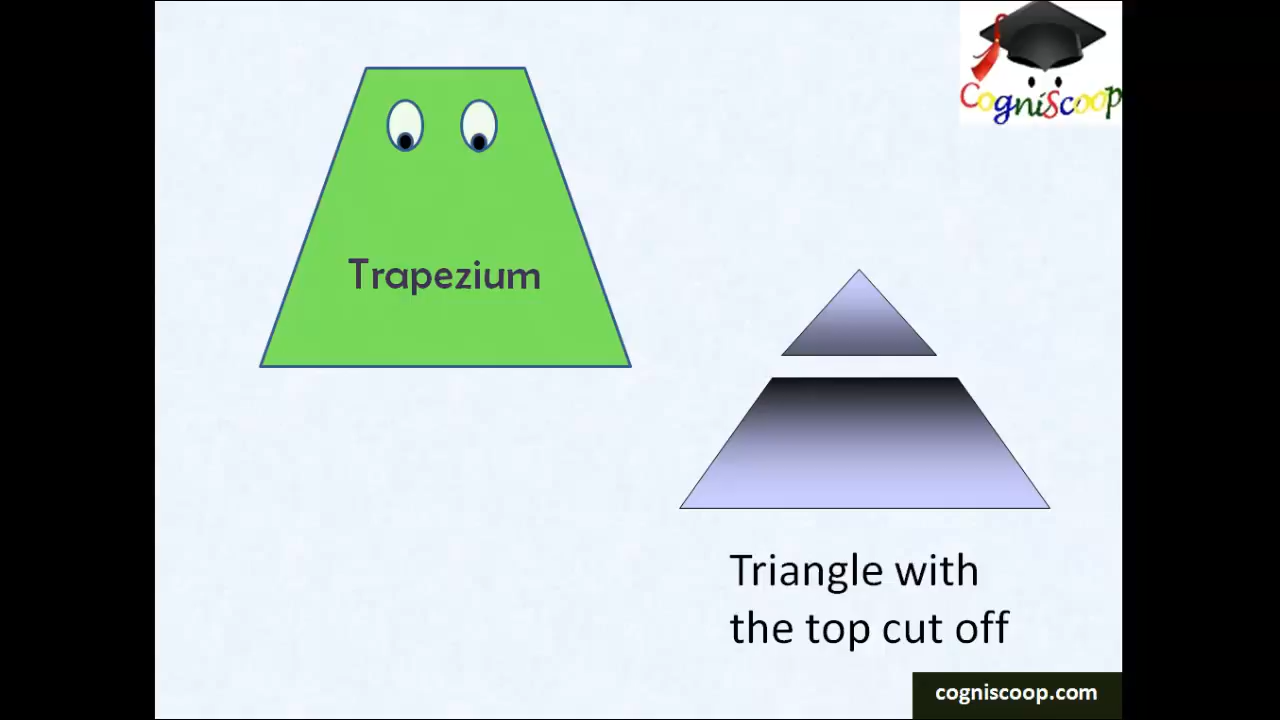 CogniScoop
Trapezium
Triangle with
the top cut off
cogniscoop.com